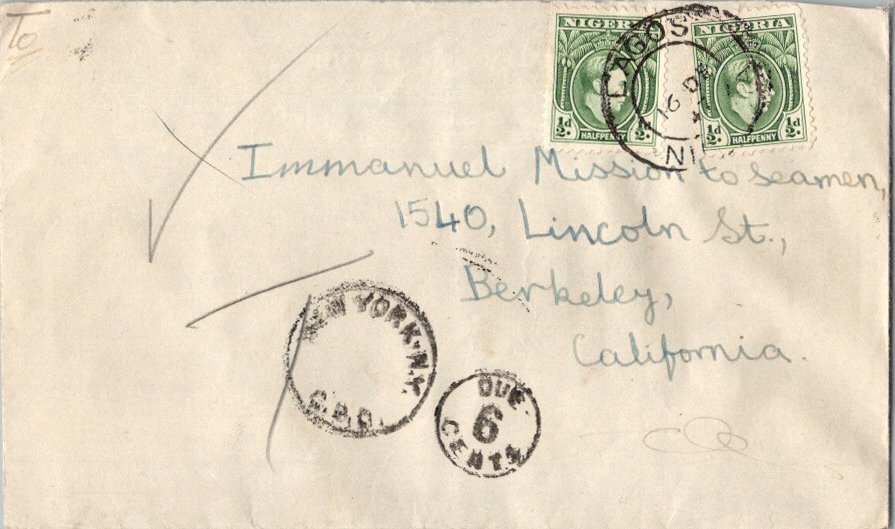 To
NIGERIA
½d
½d
HALFPENNY
NIGERIA
½d
½d
HALFPENNY
LAGOS
16 DE
Immanuel Mission to Seamen,
1540, Lincoln St.,
Berkeley,
California.
NEW YORK, N.Y.
G.P.O.
DUE
6
CENTS